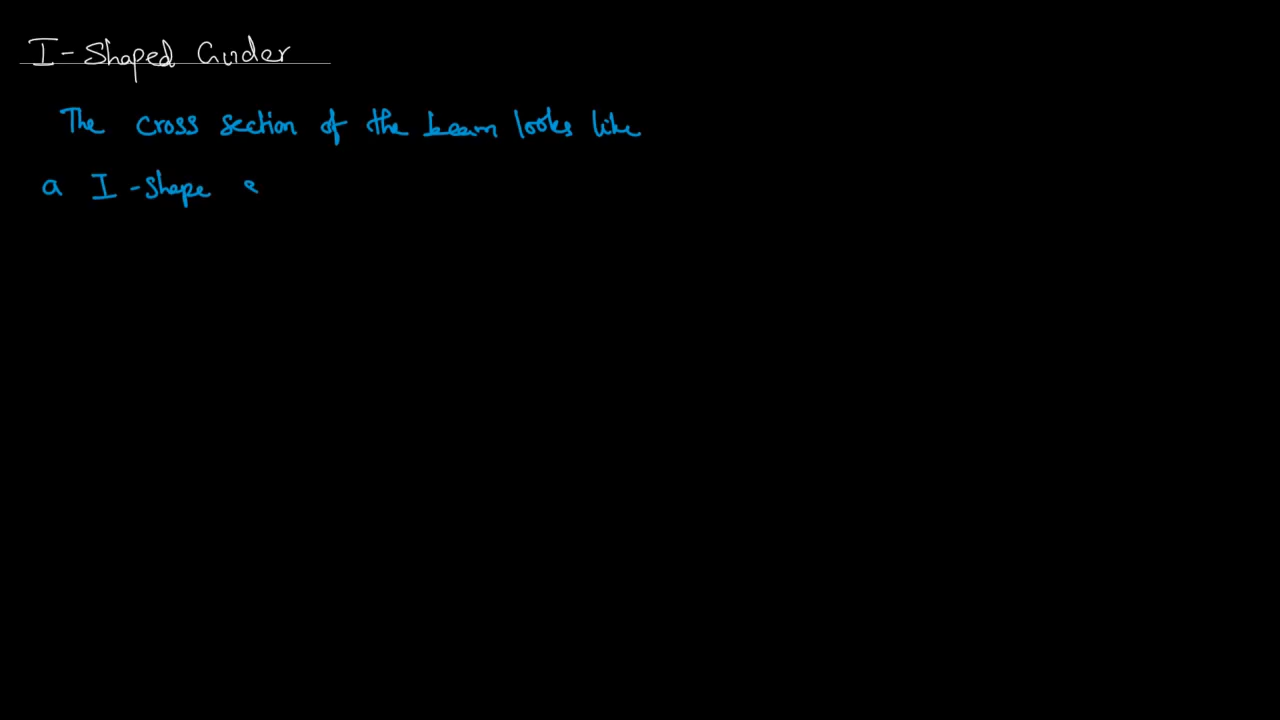 I-Shaped Girder
The cross section of the beam looks like
a I-shape